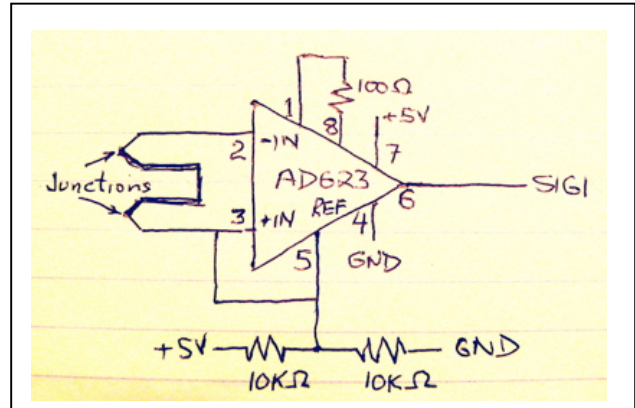 100Ω
1
8
+5V
7
2
-IN
Junctions
AD623
SIG1
6
3
+IN
REF
4
5
GND
+5V
GND
10KΩ
10KΩ